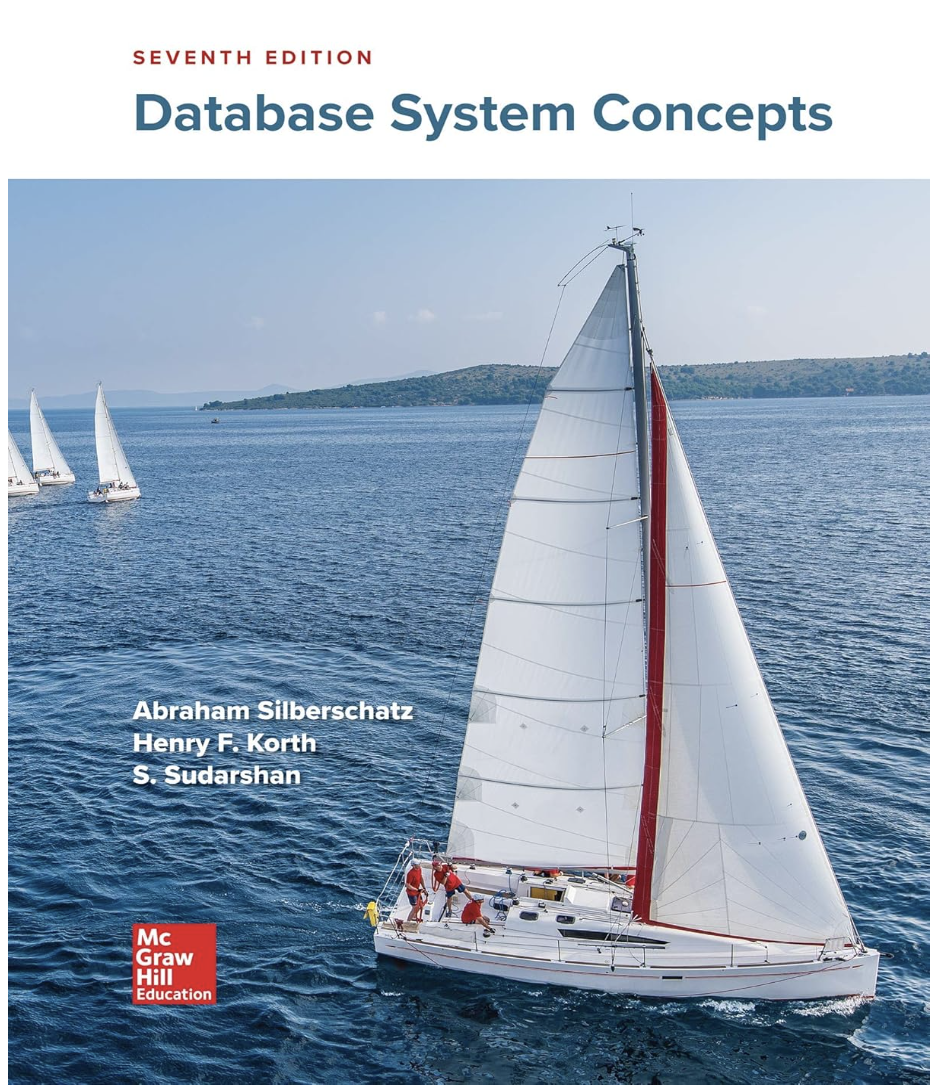 SEVENTH EDITION
Database System Concepts
Abraham Silberschatz
Henry F. Korth
S. Sudarshan
Mc
Graw
Hill
Education